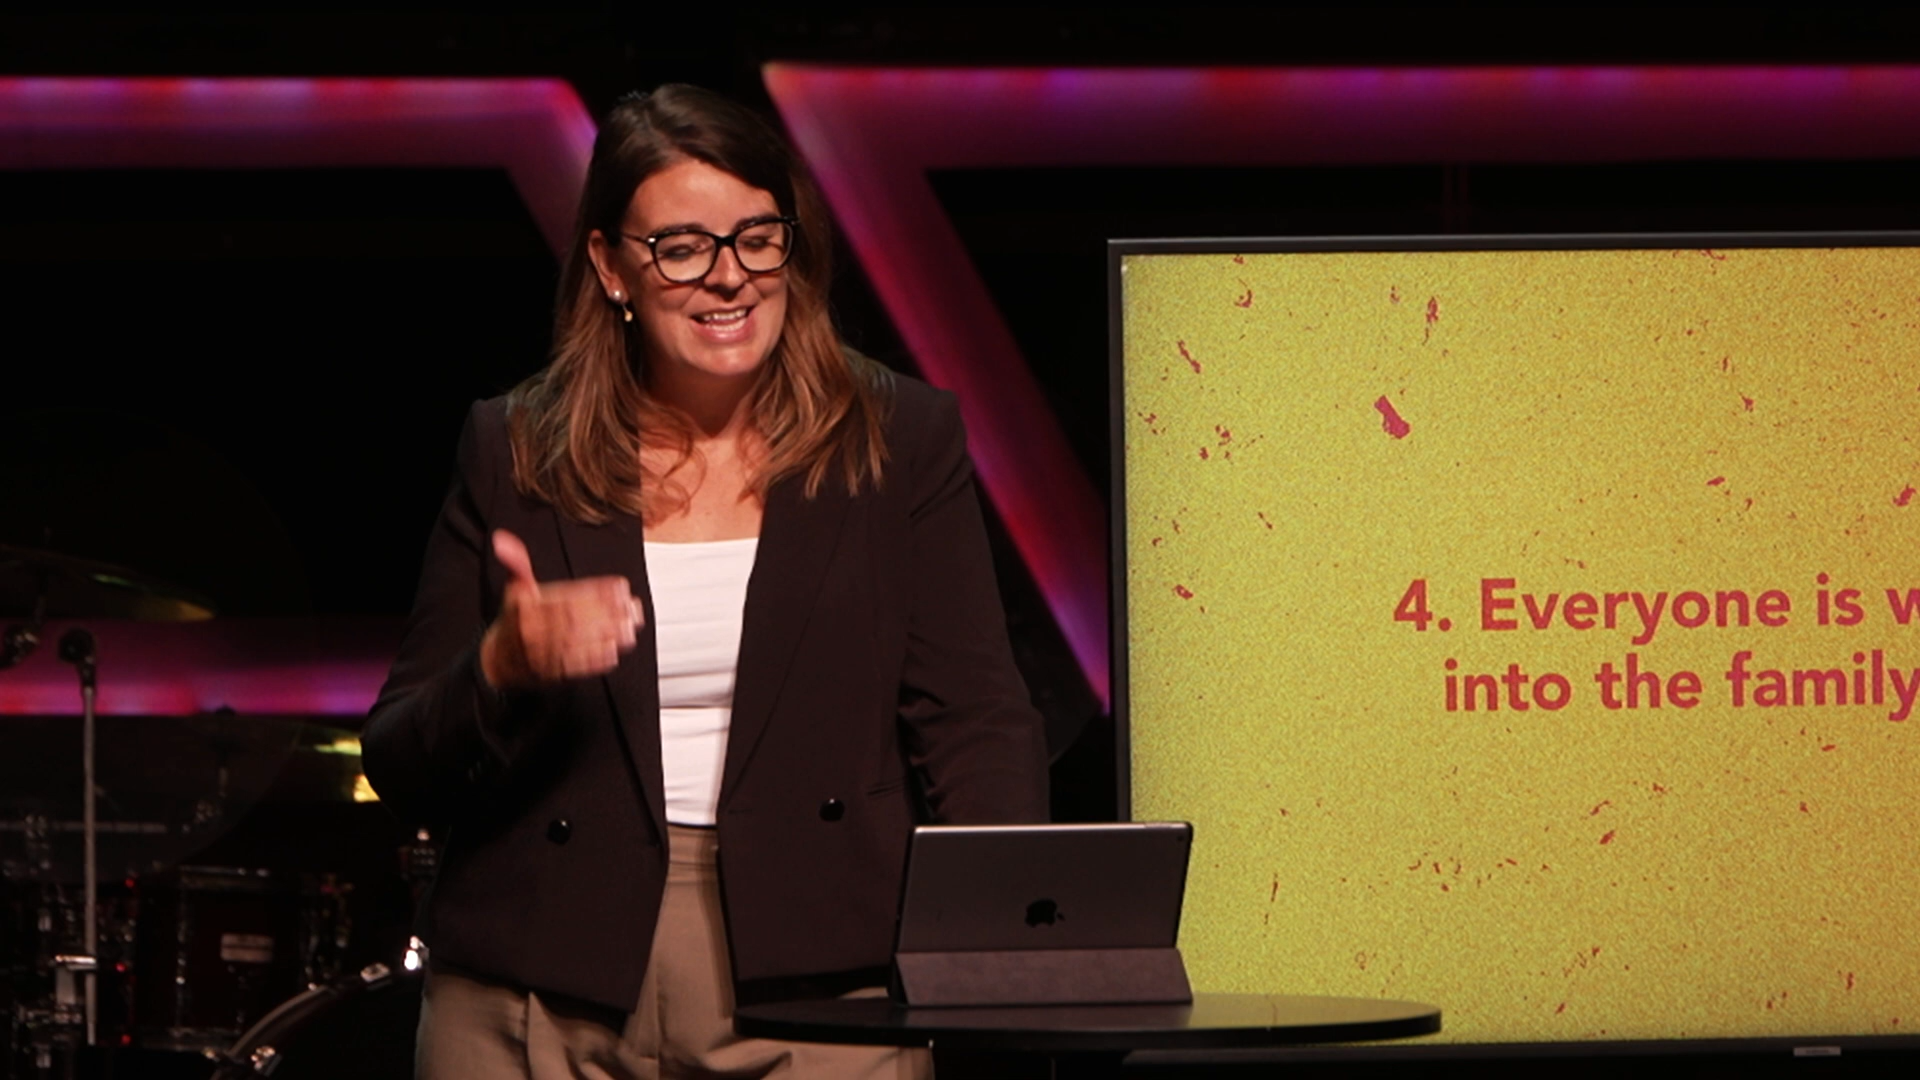 4. Everyone is
into the family